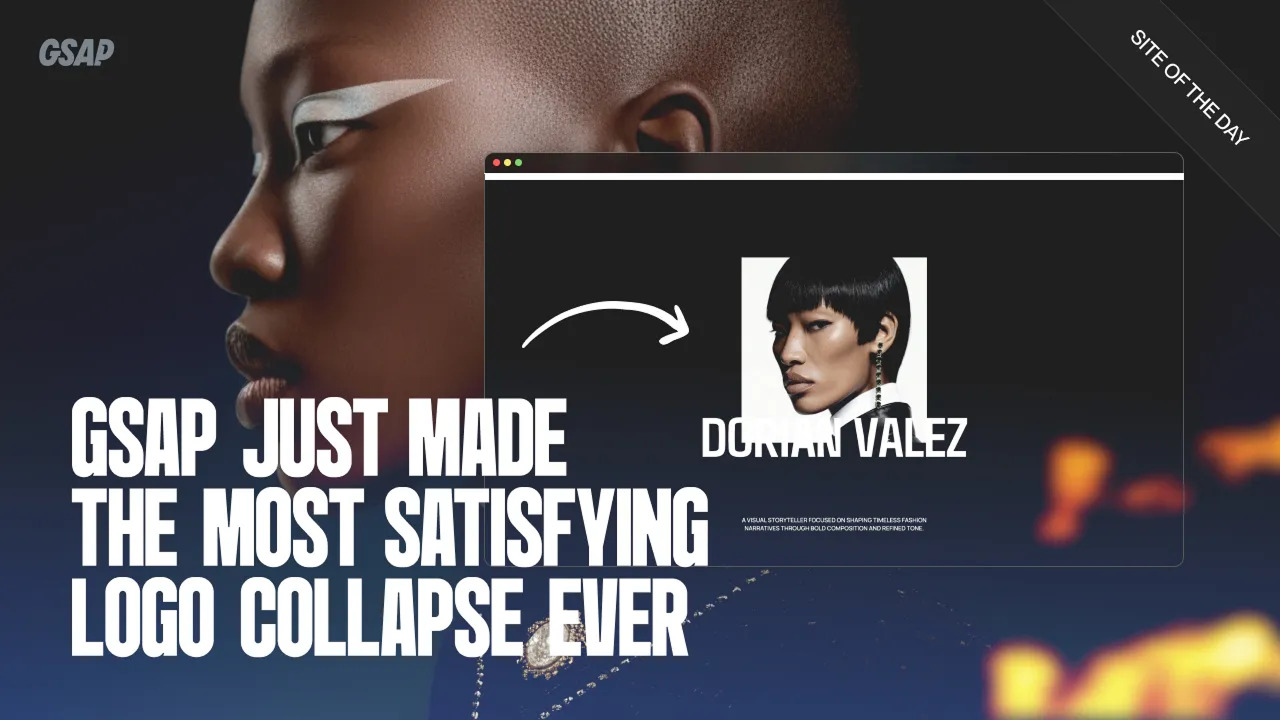 GSAP
SITE OF THE DAY
GSAP JUST MADE
THE MOST SATISFYING
LOGO COLLAPSE EVER
DORIAN VALEZ
A VISUAL STORYTELLER FOCUSED ON SHAPING TIMELESS FASHION
NARRATIVES THROUGH BOLD COMPOSITION AND REFINED TONE.